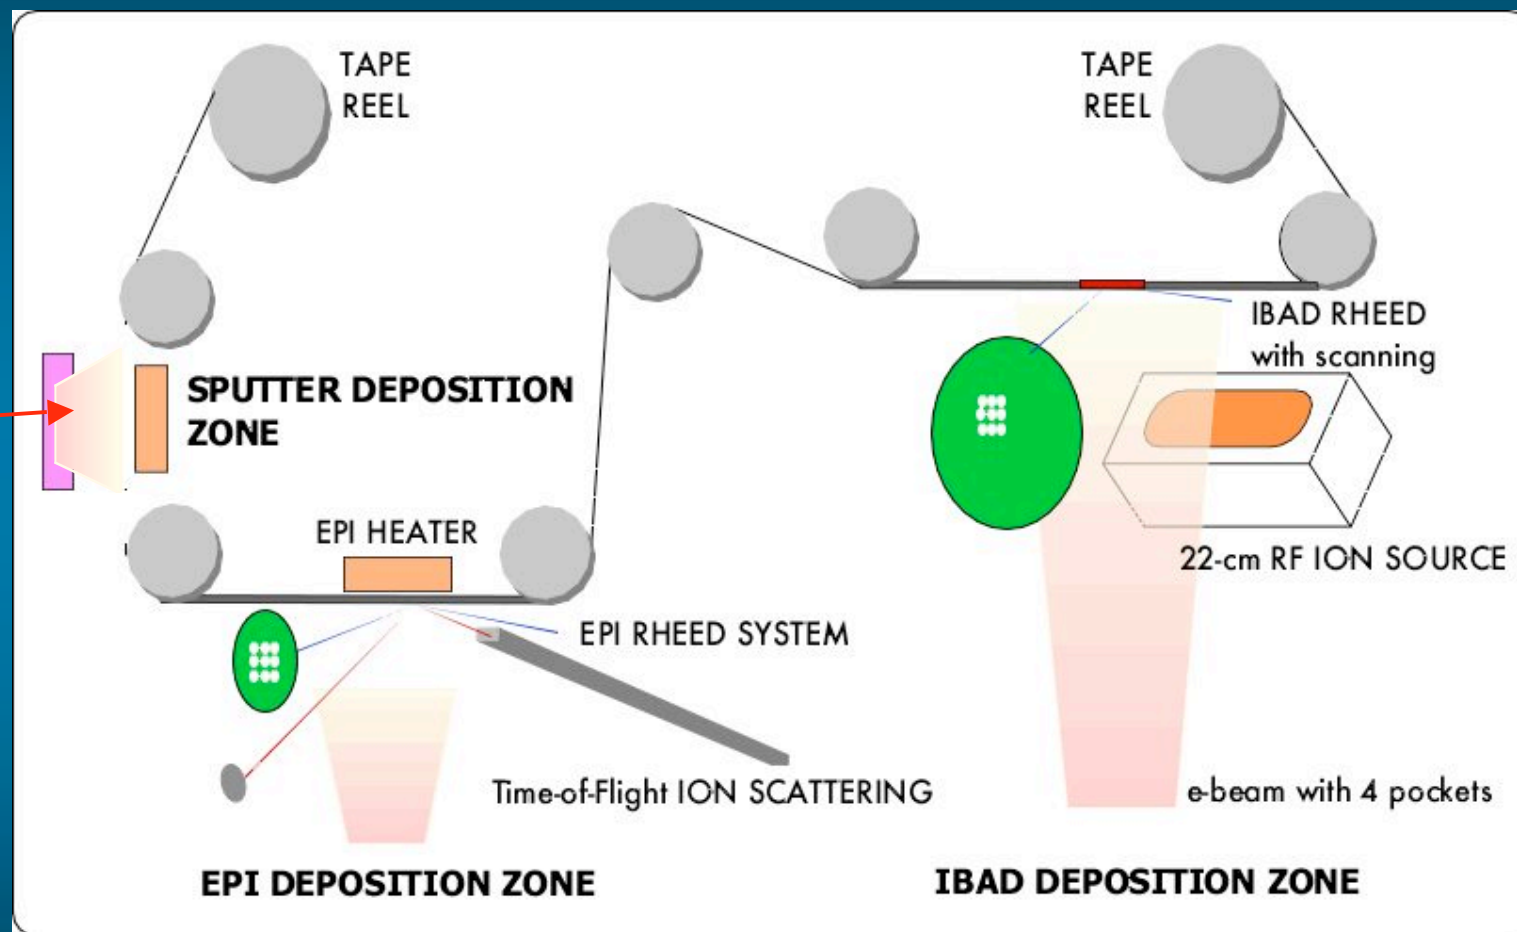 TAPE
REEL
TAPE
REEL
IBAD RHEED
with scanning
SPUTTER DEPOSITION
ZONE
EPI HEATER
22-cm RF ION SOURCE
EPI RHEED SYSTEM
Time-of-Flight ION SCATTERING
e-beam with 4 pockets
EPI DEPOSITION ZONE
IBAD DEPOSITION ZONE